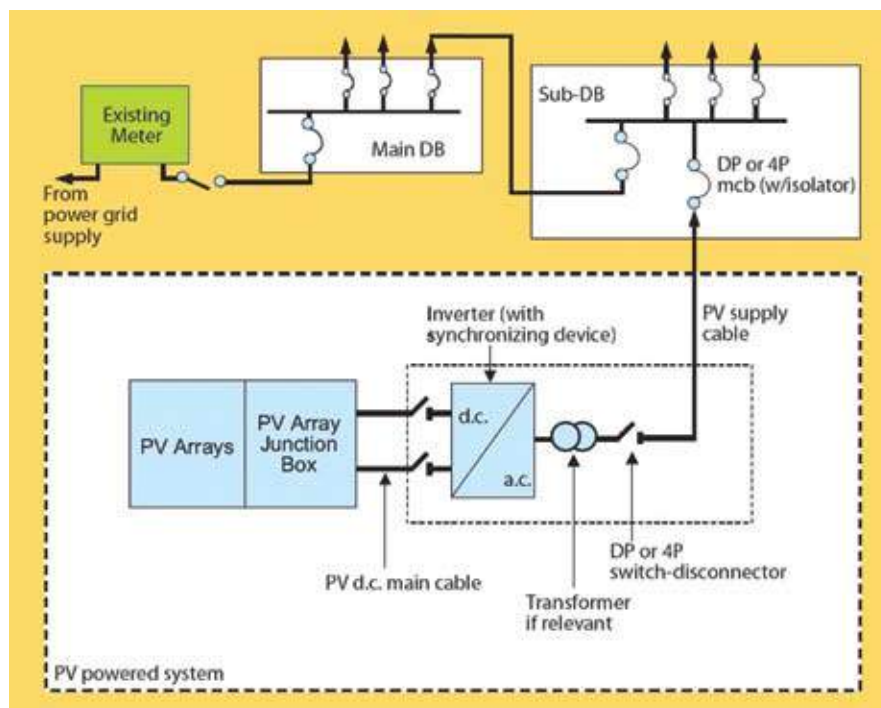 Existing
Meter
From
power grid
supply
Main DB
Sub-DB
DP or 4P
mcb (w/isolator)
Inverter (with
synchronizing device)
PV supply
cable
PV Arrays
PV Array
Junction
Box
d.c.
a.c.
PV d.c. main cable
DP or 4P
switch-disconnector
Transformer
if relevant
PV powered system